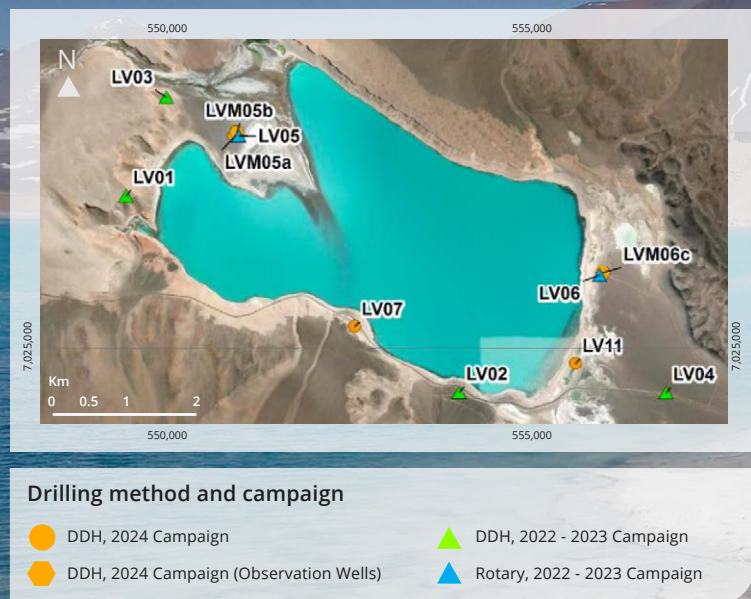 550,000 555,000
N
LV03
LVM05b
LV05
LVM05a
LV01
LVM06c
LV06
LV07
7,025,000 7,025,000
LV11
Km
LV02 LV04
0 0.5 1 2
550,000 555,000
Drilling method and campaign
DDH, 2024 Campaign
DDH, 2022 - 2023 Campaign
DDH, 2024 Campaign (Observation Wells)
Rotary, 2022 - 2023 Campaign